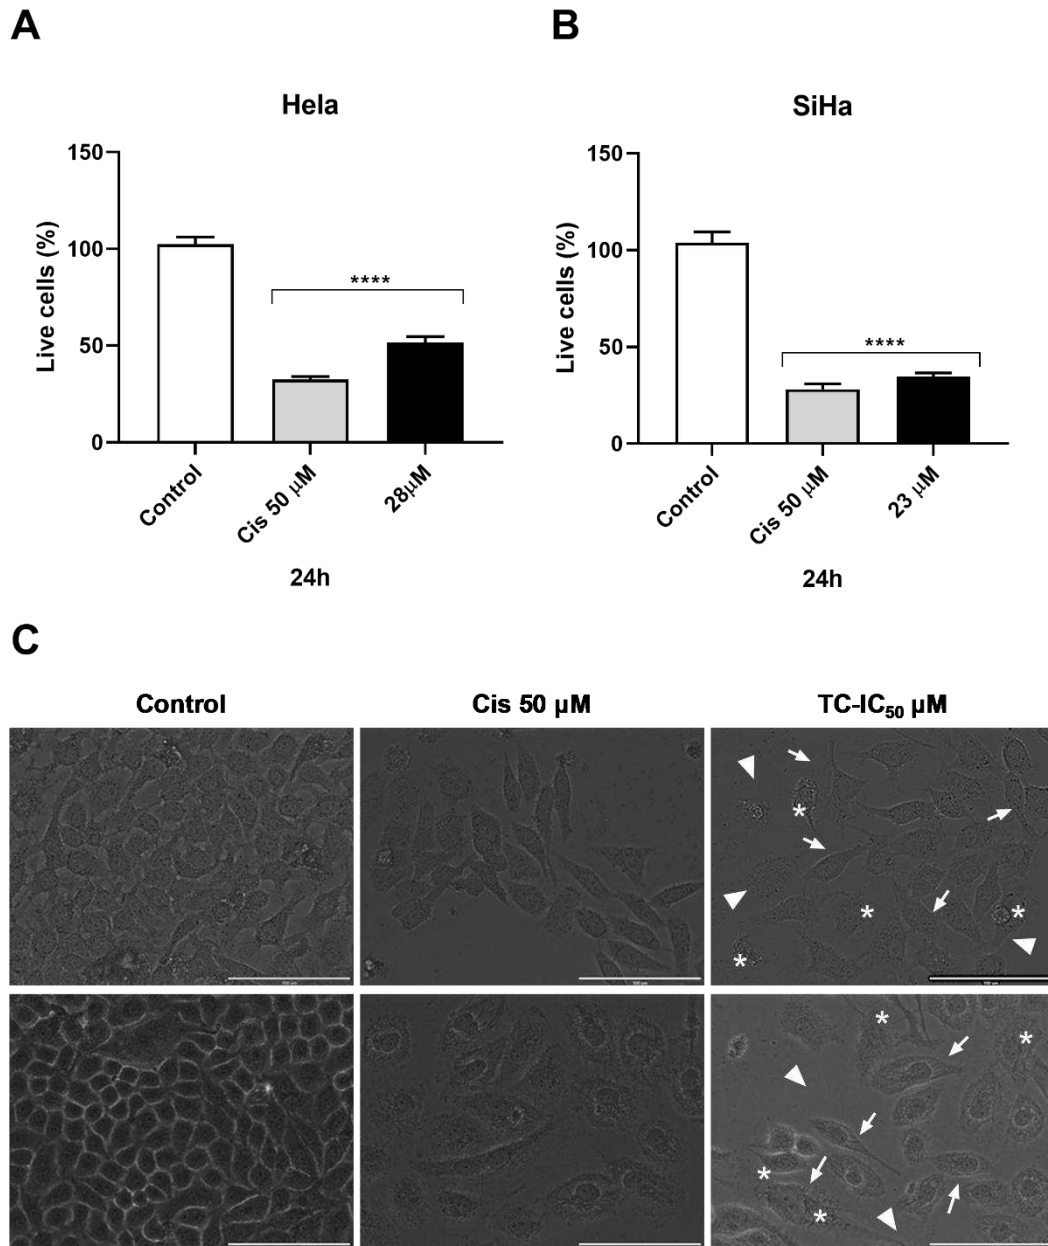 A
B
Hela
SiHa
Live cells (%)
150
100
50
0
****
Control
Cis 50 μM
28μM
24h
Live cells (%)
150
100
50
0
****
Control
Cis 50 μM
23 μM
24h
C
Control
Cis 50 μM
TC-IC₅₀ μM
*
*
*
*
*
*
*
*